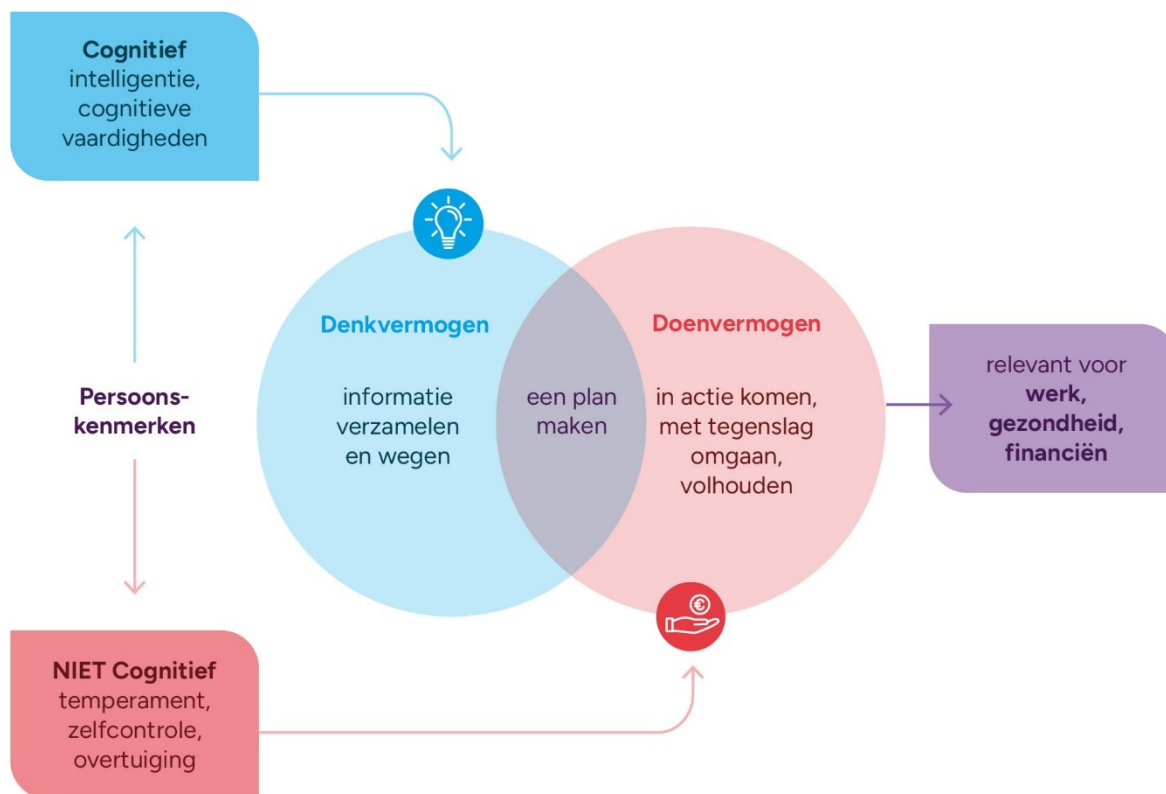 Cognitief
intelligentie,
cognitieve
vaardigheden
Persoons-
kenmerken
NIET Cognitief
temperament,
zelfcontrole,
overtuiging
Denkvermogen
informatie
verzamelen
en wegen
een plan
maken
Doenvermogen
in actie komen,
met tegenslag
omgaan,
volhouden
€
relevant voor
werk,
gezondheid,
financiën